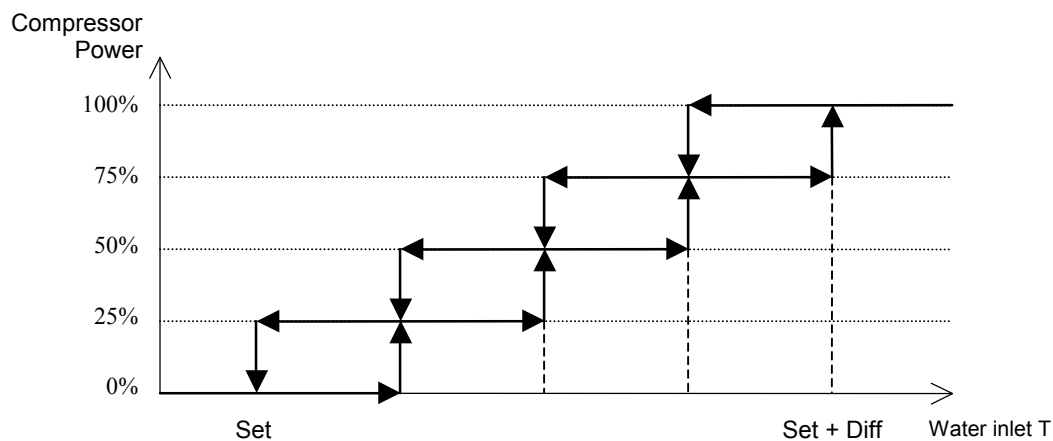 Compressor
Power
100%
75%
50%
25%
0%
Set
Set + Diff
Water inlet T